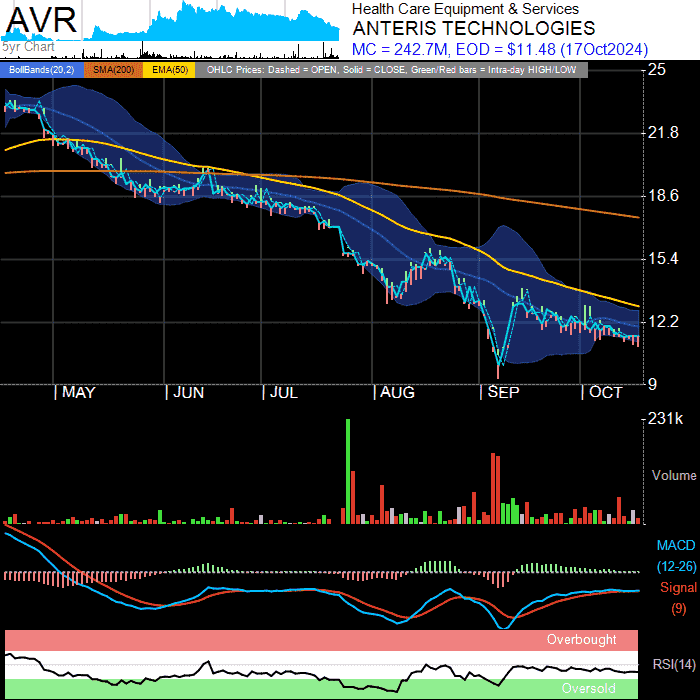 AVR
5yr Chart
Health Care Equipment & Services
ANTERIS TECHNOLOGIES
MC = 242.7M, EOD = $11.48 (17Oct2024)
BollBands(20,2) SMA(200) EMA(50) OHLC Prices: Dashed = OPEN, Solid = CLOSE, Green/Red bars = Intra-day HIGH/LOW
25
21.8
18.6
15.4
12.2
9
MAY JUN JUL AUG SEP OCT
231k
Volume
MACD
(12-26)
Signal
(9)
Overbought
RSI(14)
Oversold